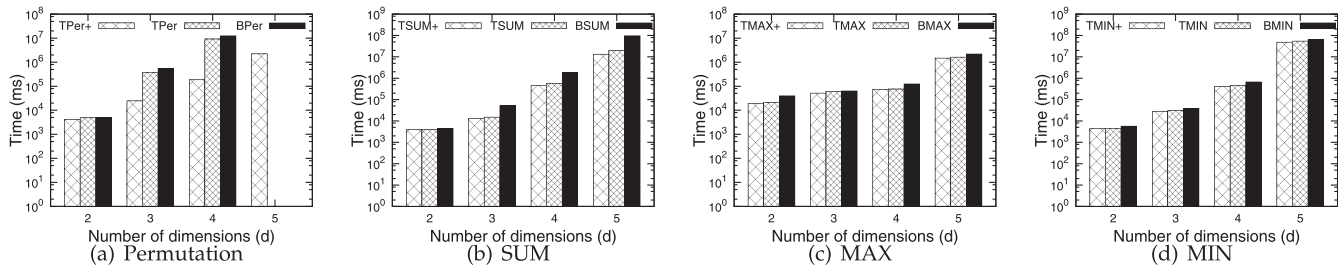 TPer+ TPer BPer
Time (ms)
10^8
10^7
10^6
10^5
10^4
10^3
10^2
10^1
10^0
2 3 4 5
Number of dimensions (d)
(a) Permutation
TSUM+ TSUM BSUM
Time (ms)
10^9
10^8
10^7
10^6
10^5
10^4
10^3
10^2
10^1
10^0
2 3 4 5
Number of dimensions (d)
(b) SUM
TMAX+ TMAX BMAX
Time (ms)
10^8
10^7
10^6
10^5
10^4
10^3
10^2
10^1
10^0
2 3 4 5
Number of dimensions (d)
(c) MAX
TMIN+ TMIN BMIN
Time (ms)
10^9
10^8
10^7
10^6
10^5
10^4
10^3
10^2
10^1
10^0
2 3 4 5
Number of dimensions (d)
(d) MIN